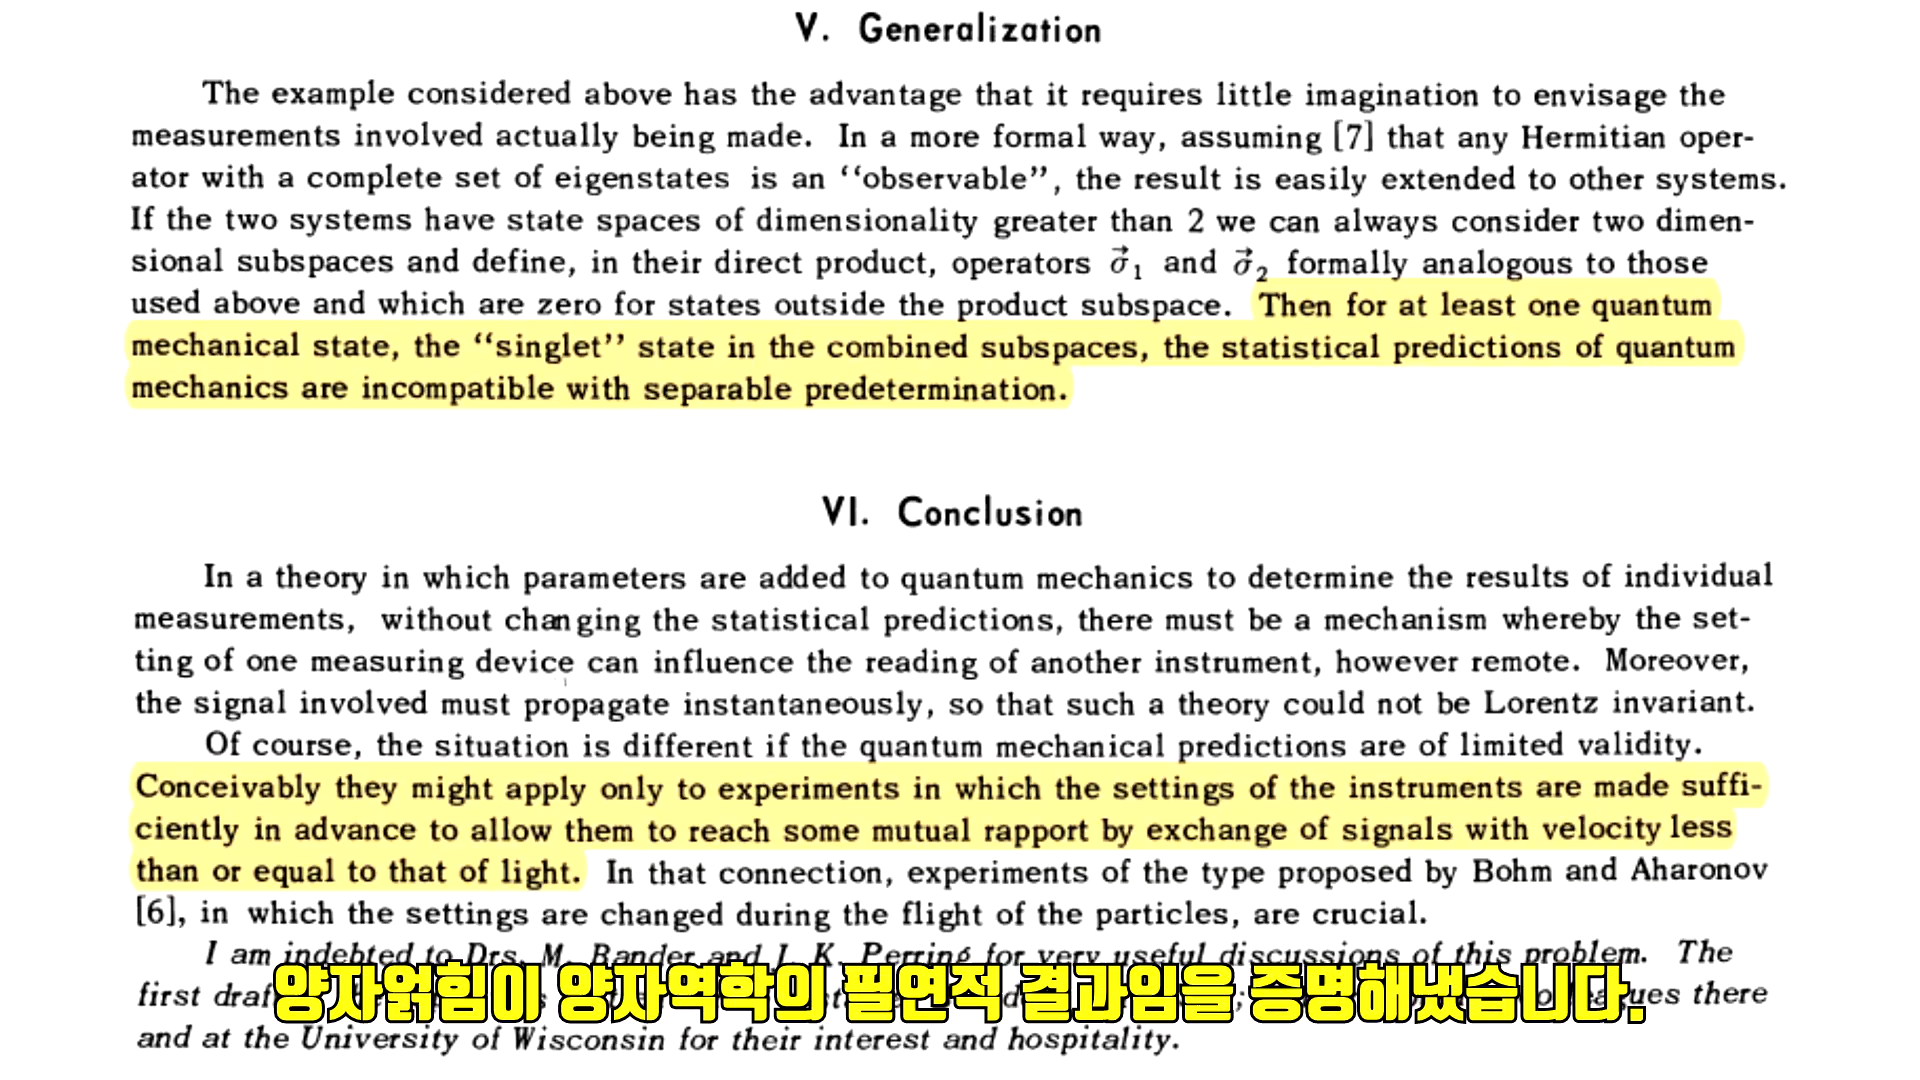 V. Generalization
The example considered above has the advantage that it requires little imagination to envisage the
measurements involved actually being made. In a more formal way, assuming [7] that any Hermitian oper-
ator with a complete set of eigenstates is an ‘‘observable’’, the result is easily extended to other systems.
If the two systems have state spaces of dimensionality greater than 2 we can always consider two dimen-
sional subspaces and define, in their direct product, operators σ⃗₁ and σ⃗₂ formally analogous to those
used above and which are zero for states outside the product subspace. Then for at least one quantum
mechanical state, the ‘‘singlet’’ state in the combined subspaces, the statistical predictions of quantum
mechanics are incompatible with separable predetermination.
VI. Conclusion
In a theory in which parameters are added to quantum mechanics to determine the results of individual
measurements, without changing the statistical predictions, there must be a mechanism whereby the set-
ting of one measuring device can influence the reading of another instrument, however remote. Moreover,
the signal involved must propagate instantaneously, so that such a theory could not be Lorentz invariant.
Of course, the situation is different if the quantum mechanical predictions are of limited validity.
Conceivably they might apply only to experiments in which the settings of the instruments are made suffi-
ciently in advance to allow them to reach some mutual rapport by exchange of signals with velocity less
than or equal to that of light. In that connection, experiments of the type proposed by Bohm and Aharonov
[6], in which the settings are changed during the flight of the particles, are crucial.
I am indebted to Drs. M. Bander and J. K. Perring for very useful discussions of this problem. The
first there
양자얽힘이 양자역학의 필연적 결과임을 증명해냈습니다.
and at the University of Wisconsin for their interest and hospitality.